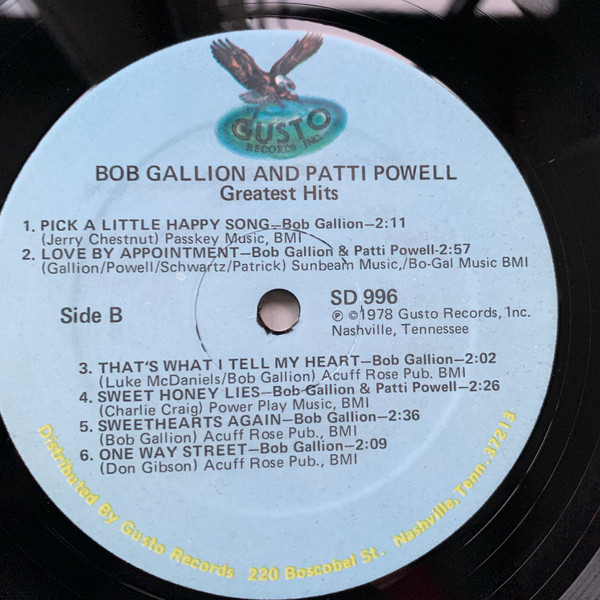 GUSTO
RECORDS INC.
BOB GALLION AND PATTI POWELL
Greatest Hits
1. PICK A LITTLE HAPPY SONG—Bob Gallion—2:11
(Jerry Chestnut) Passkey Music, BMI
2. LOVE BY APPOINTMENT—Bob Gallion & Patti Powell-2:57
(Gallion/Powell/Schwartz/Patrick) Sunbeam Music,/Bo-Gal Music BMI
Side B
SD 996
℗ ©1978 Gusto Records, Inc.
Nashville, Tennessee
3. THAT'S WHAT I TELL MY HEART—Bob Gallion—2:02
(Luke McDaniels/Bob Gallion) Acuff Rose Pub. BMI
4. SWEET HONEY LIES—Bob Gallion & Patti Powell—2:26
(Charlie Craig) Power Play Music, BMI
5. SWEETHEARTS AGAIN—Bob Gallion—2:36
(Bob Gallion) Acuff Rose Pub., BMI
6. ONE WAY STREET—Bob Gallion—2:09
(Don Gibson) Acuff Rose Pub., BMI
Distributed By Gusto Records 220 Boscobel St. Nashville, Tenn. 37213